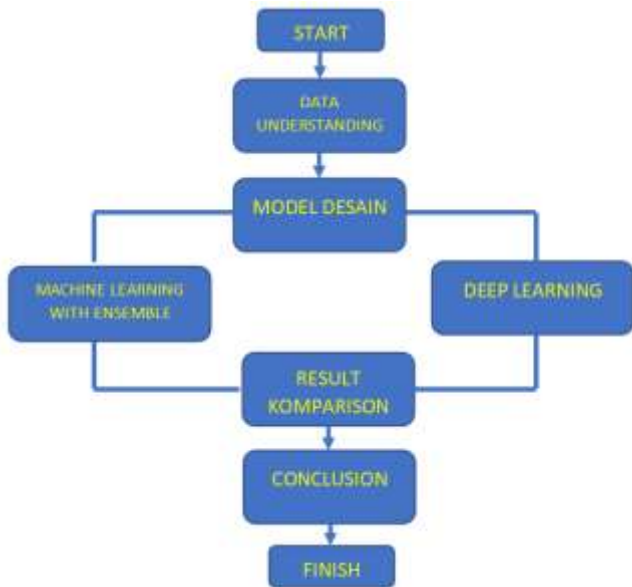 START
DATA
UNDERSTANDING
MODEL DESAIN
MACHINE LEARNING
WITH ENSEMBLE
DEEP LEARNING
RESULT
KOMPARISON
CONCLUSION
FINISH